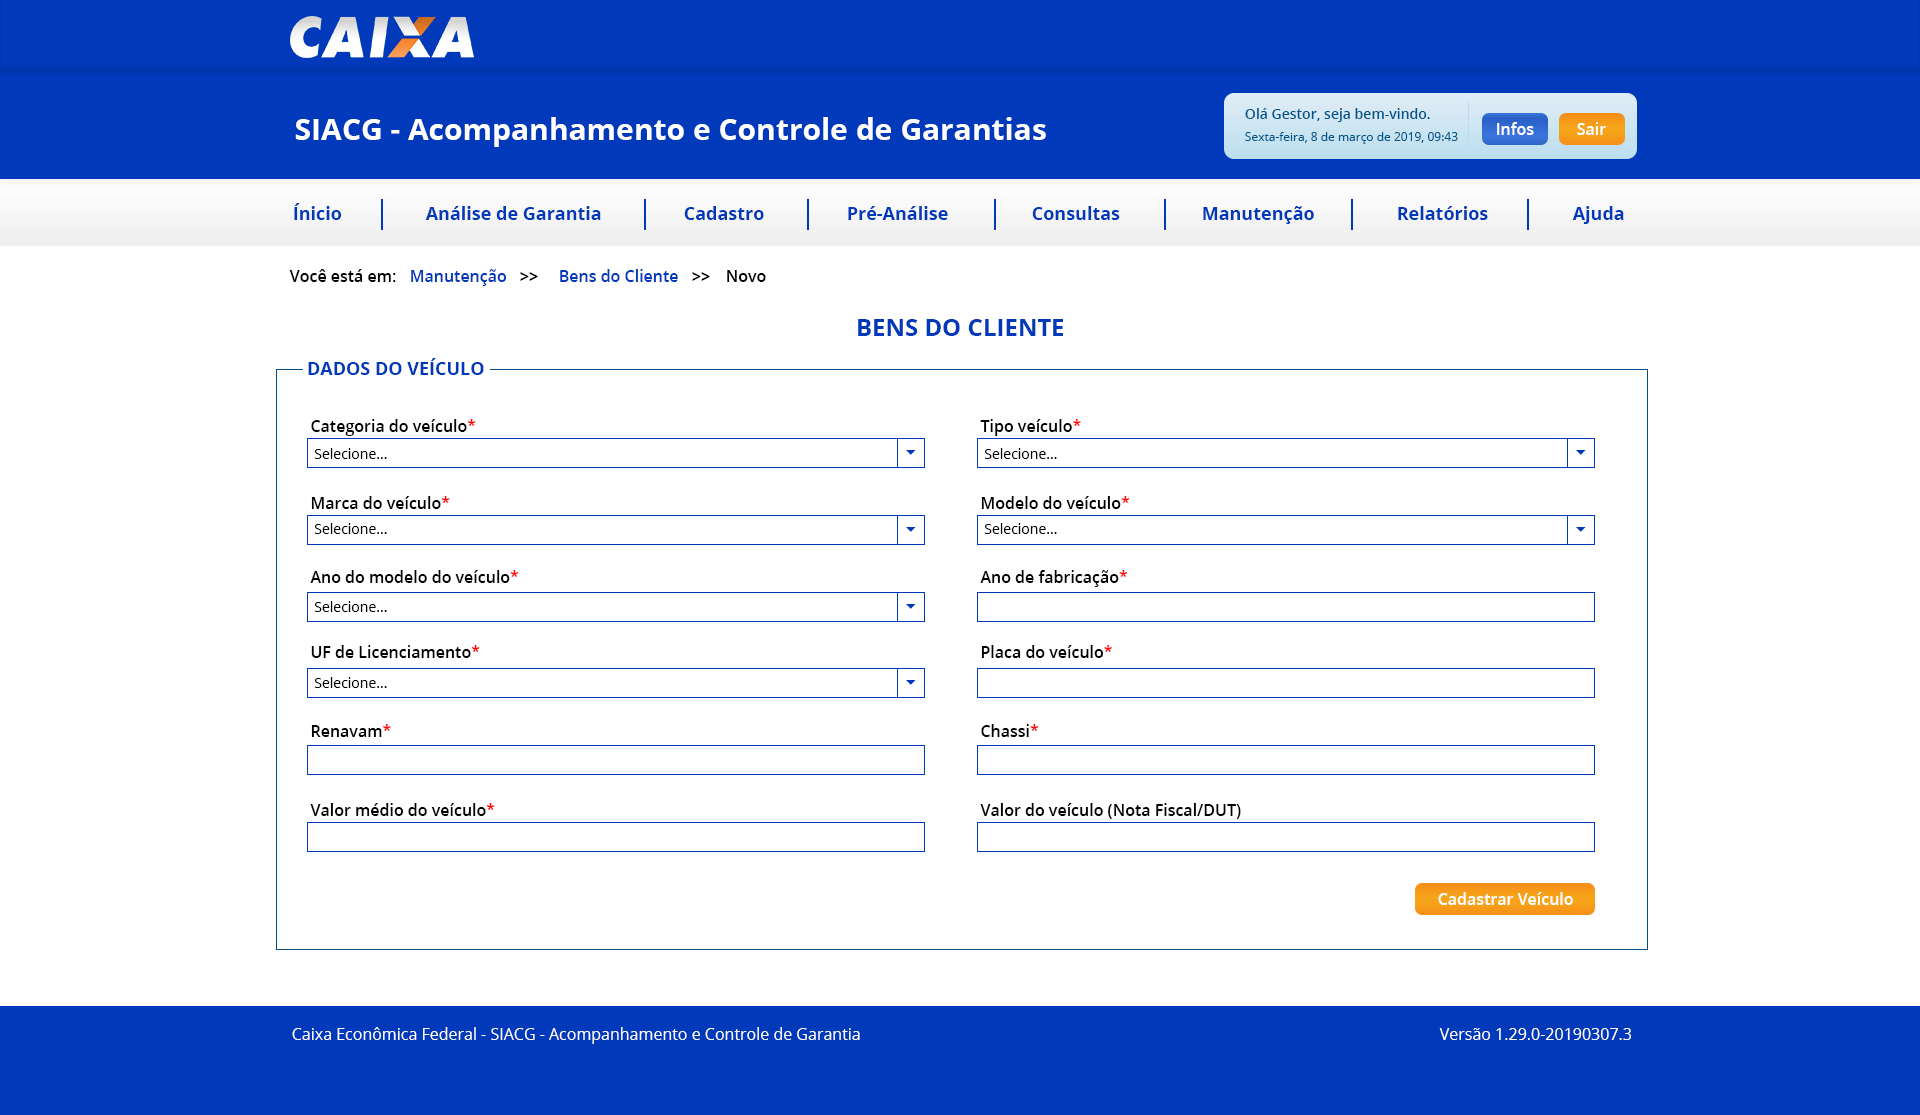 CAIXA
SIACG - Acompanhamento e Controle de Garantias
Olá Gestor, seja bem-vindo.
Sexta-feira, 8 de março de 2019, 09:43
Infos
Sair
Ínicio
Análise de Garantia
Cadastro
Pré-Análise
Consultas
Manutenção
Relatórios
Ajuda
Você está em: Manutenção >> Bens do Cliente >> Novo
BENS DO CLIENTE
DADOS DO VEÍCULO
Categoria do veículo*
Selecione...
Tipo veículo*
Selecione...
Marca do veículo*
Selecione...
Modelo do veículo*
Selecione...
Ano do modelo do veículo*
Selecione...
Ano de fabricação*
UF de Licenciamento*
Selecione...
Placa do veículo*
Renavam*
Chassi*
Valor médio do veículo*
Valor do veículo (Nota Fiscal/DUT)
Cadastrar Veículo
Caixa Econômica Federal - SIACG - Acompanhamento e Controle de Garantia
Versão 1.29.0-20190307.3